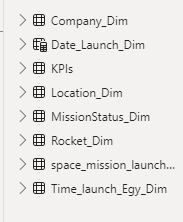 Company_Dim
Date_Launch_Dim
KPIs
Location_Dim
MissionStatus_Dim
Rocket_Dim
space_mission_launch...
Time_launch_Egy_Dim